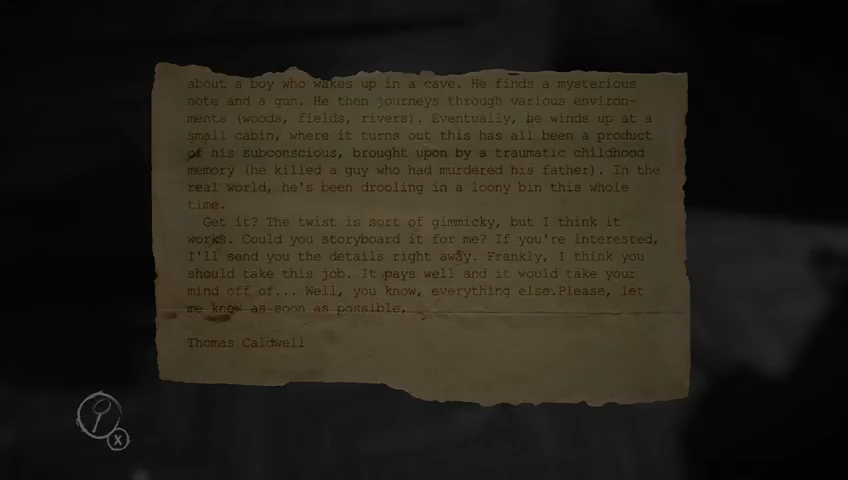 about a boy who wakes up in a cave. He finds a mysterious
note and a gun. He then journeys through various environ-
ments (woods, fields, rivers). Eventually, he winds up at a
small cabin, where it turns out this has all been a product
of his subconscious, brought upon by a traumatic childhood
memory (he killed a guy who had murdered his father). In the
real world, he's been drooling in a loony bin this whole
time.
Get it? The twist is sort of gimmicky, but I think it
works. Could you storyboard it for me? If you're interested,
I'll send you the details right away. Frankly, I think you
should take this job. It pays well and it would take your
mind off of... Well, you know, everything else.Please, let
me know as soon as possible,
Thomas Caldwell
X